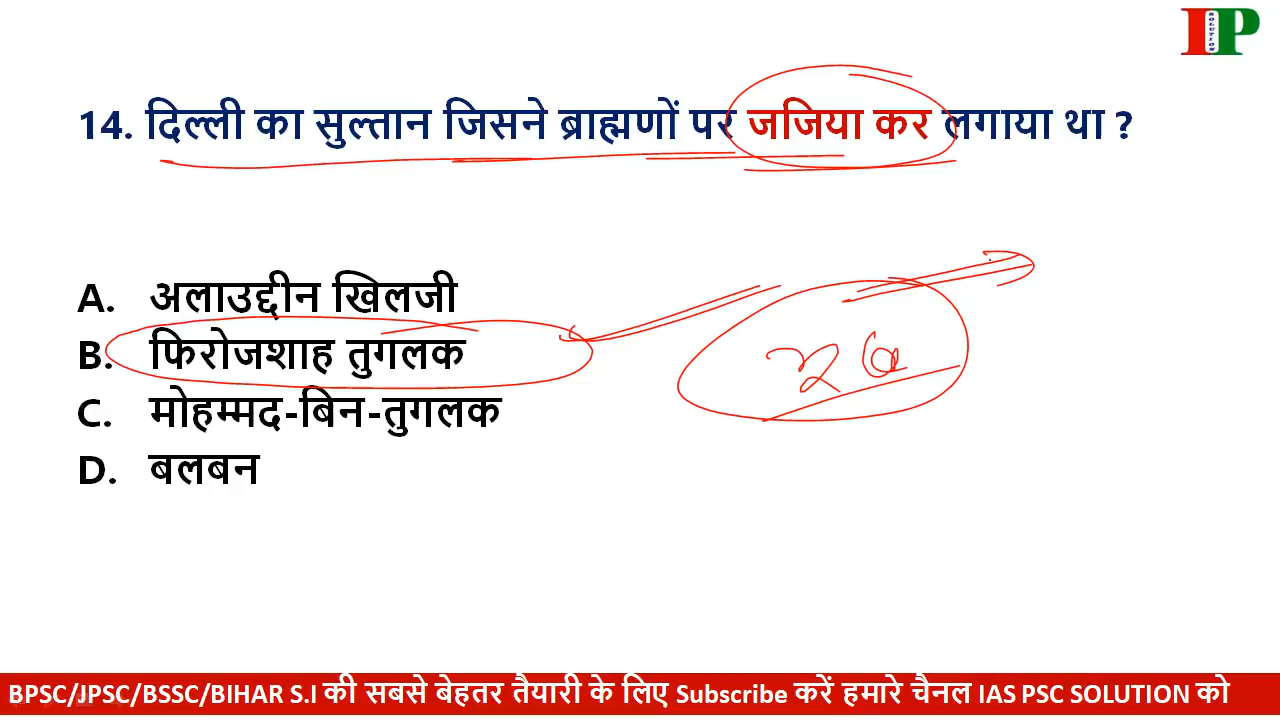 IP
SOLUTION
14. दिल्ली का सुल्तान जिसने ब्राह्मणों पर जजिया कर लगाया था ?
A. अलाउद्दीन खिलजी
B. फिरोजशाह तुगलक
C. मोहम्मद-बिन-तुगलक
D. बलबन
BPSC/JPSC/BSSC/BIHAR S.I की सबसे बेहतर तैयारी के लिए Subscribe करें हमारे चैनल IAS PSC SOLUTION को